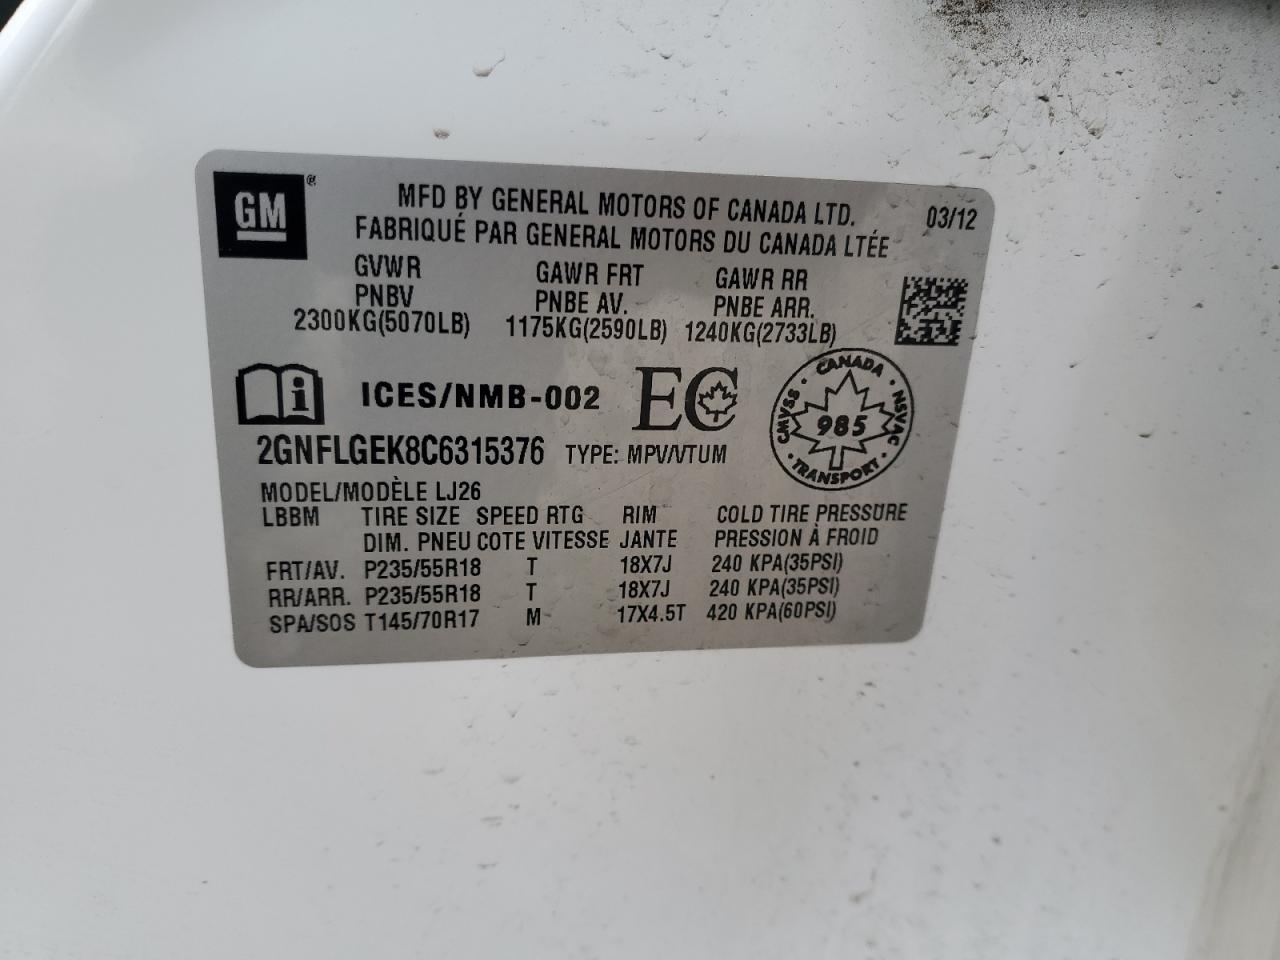 GM®
MFD BY GENERAL MOTORS OF CANADA LTD. 03/12
FABRIQUÉ PAR GENERAL MOTORS DU CANADA LTÉE
GVWR GAWR FRT GAWR RR
PNBV PNBE AV. PNBE ARR.
2300KG(5070LB) 1175KG(2590LB) 1240KG(2733LB)
i ICES/NMB-002 EC
CANADA
CMVSS 985 NSVAC
TRANSPORT
2GNFLGEK8C6315376 TYPE: MPV/VTUM
MODEL/MODÈLE LJ26
LBBM TIRE SIZE SPEED RTG RIM COLD TIRE PRESSURE
DIM. PNEU COTE VITESSE JANTE PRESSION À FROID
FRT/AV. P235/55R18 T 18X7J 240 KPA(35PSI)
RR/ARR. P235/55R18 T 18X7J 240 KPA(35PSI)
SPA/SOS T145/70R17 M 17X4.5T 420 KPA(60PSI)